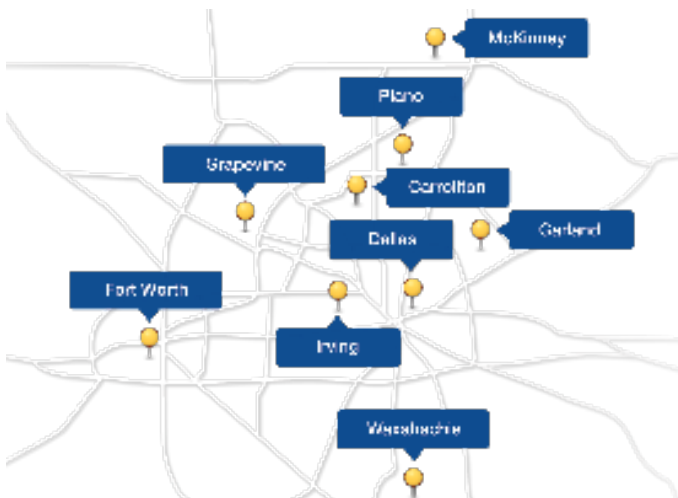 McKinney
Plano
Grapevine
Carrollton
Garland
Dallas
Fort Worth
Irving
Waxahachie